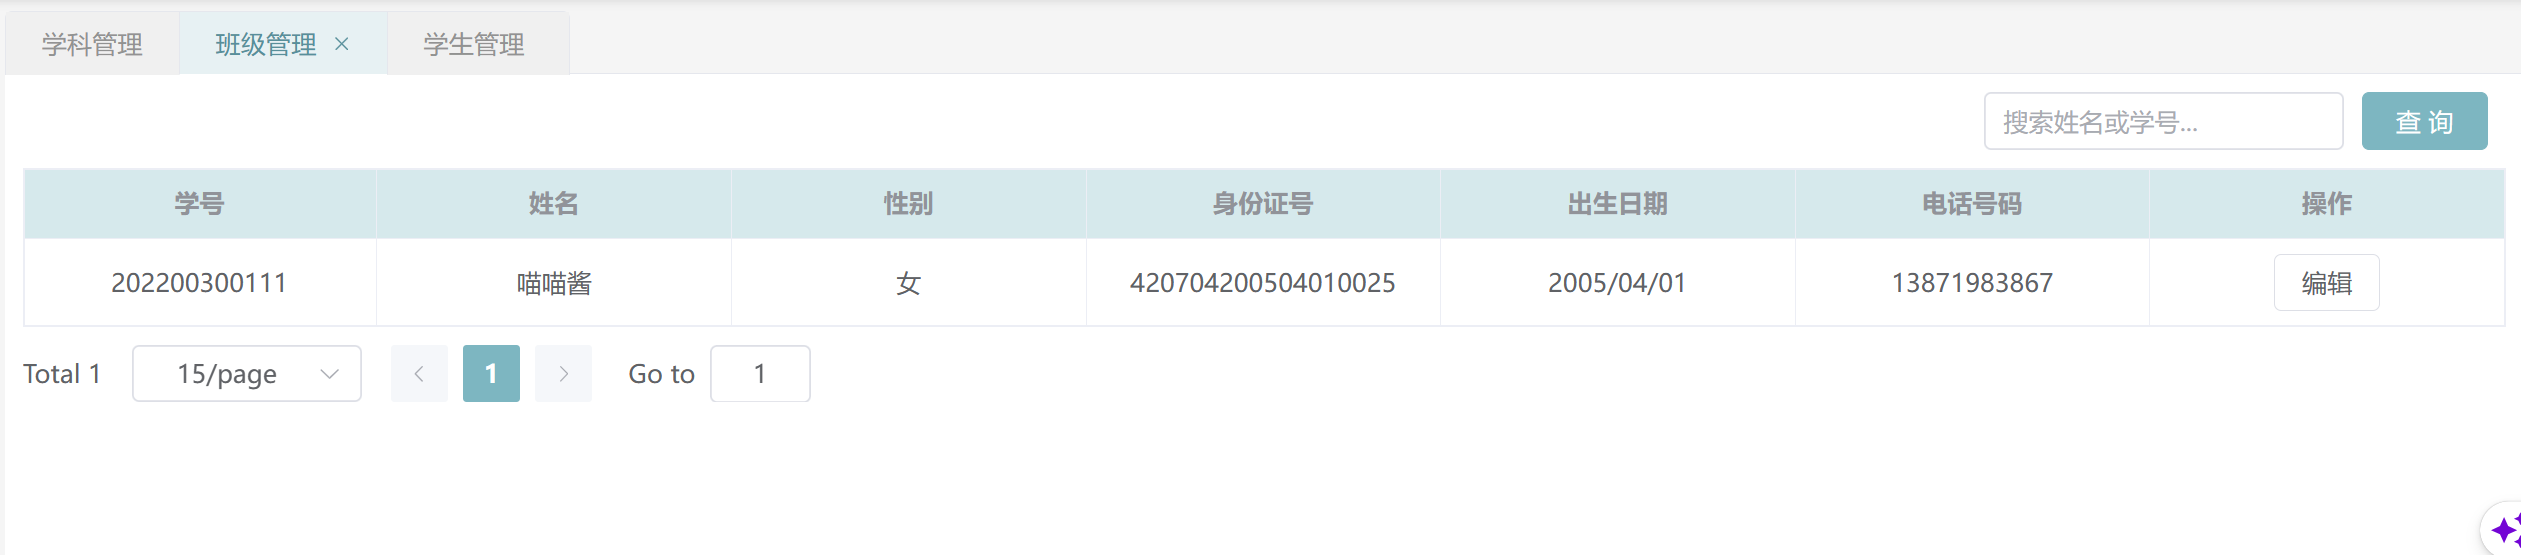 学科管理 班级管理 × 学生管理
搜索姓名或学号... 查 询
学号 姓名 性别 身份证号 出生日期 电话号码 操作
202200300111 喵喵酱 女 420704200504010025 2005/04/01 13871983867 编辑
Total 1 15/page < 1 > Go to 1